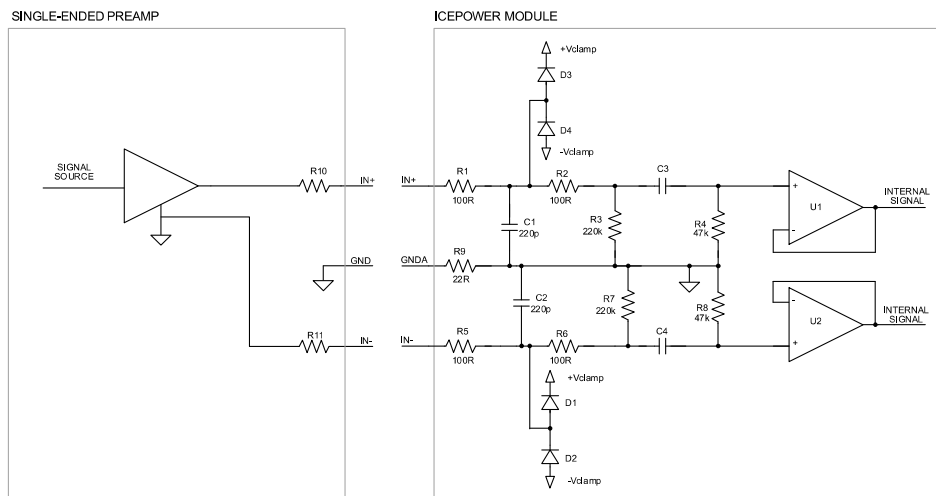 SINGLE-ENDED PREAMP
ICEPOWER MODULE
+Vclamp
D3
D4
-Vclamp
SIGNAL
SOURCE
R10
IN+
IN+
R1
100R
R2
100R
C3
C1
220p
R3
220k
R4
47k
+
-
U1
INTERNAL
SIGNAL
GND
GNDA
R9
22R
C2
220p
R7
220k
R8
47k
-
+
U2
INTERNAL
SIGNAL
R11
IN-
IN-
R5
100R
R6
100R
C4
+Vclamp
D1
D2
-Vclamp